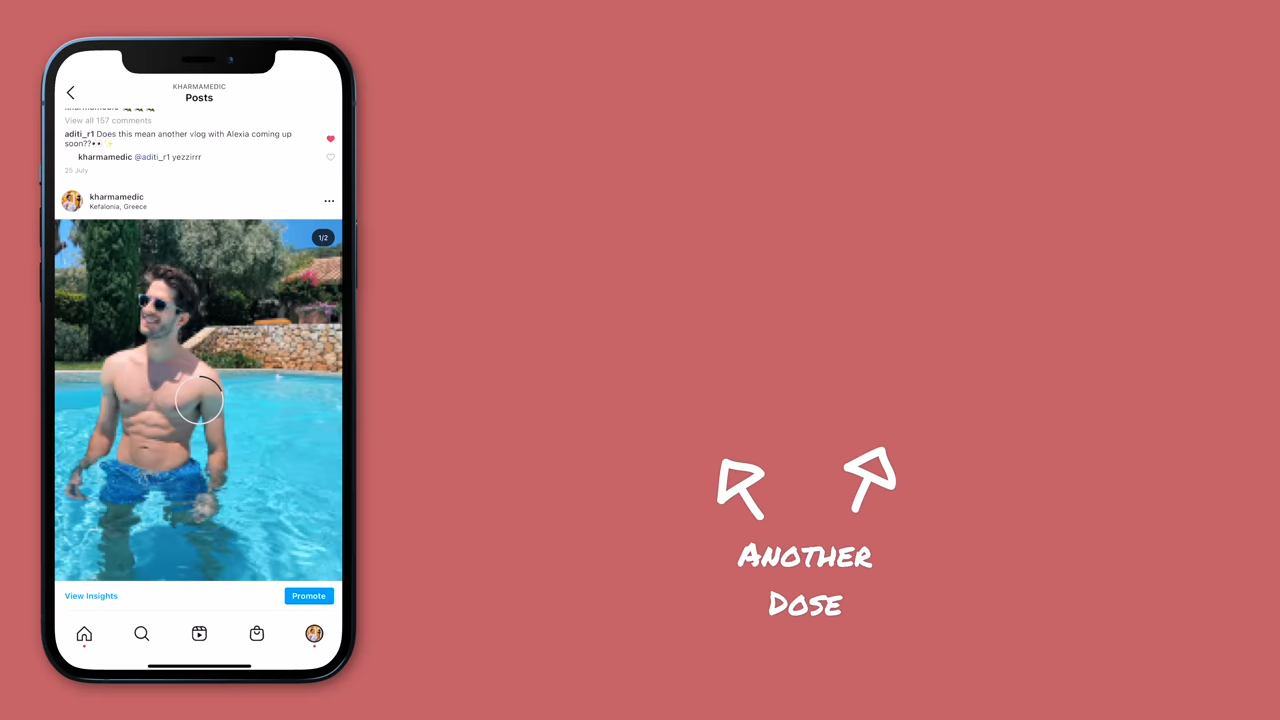 KHARMAMEDIC
Posts
View all 157 comments
aditi_r1 Does this mean another vlog with Alexia coming up
soon??👀 ✨
kharmamedic @aditi_r1 yezzirrr
25 July
kharmamedic
Kefalonia, Greece
1/2
View Insights
Promote
Another
Dose